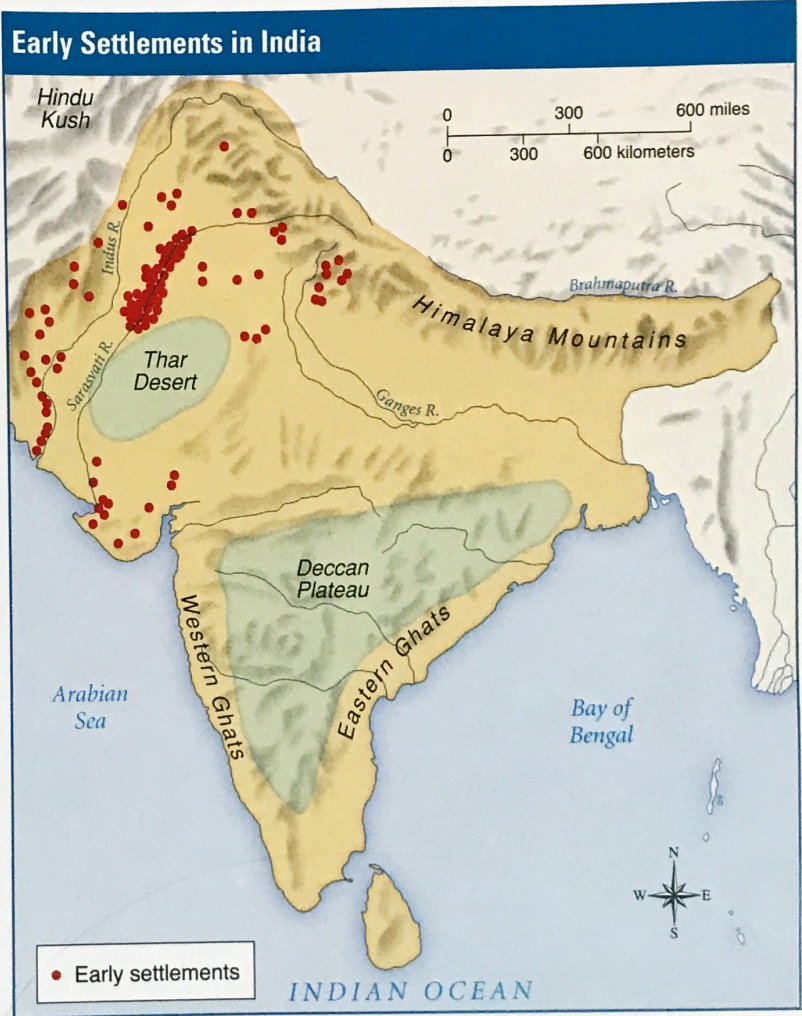 Early Settlements in India
Hindu
Kush
0 300 600 miles
0 300 600 kilometers
Indus R.
Brahmaputra R.
Himalaya Mountains
Sarasvati R.
Thar
Desert
Ganges R.
Deccan
Plateau
Western Ghats
Eastern Ghats
Arabian
Sea
Bay of
Bengal
N
W E
S
Early settlements
INDIAN OCEAN